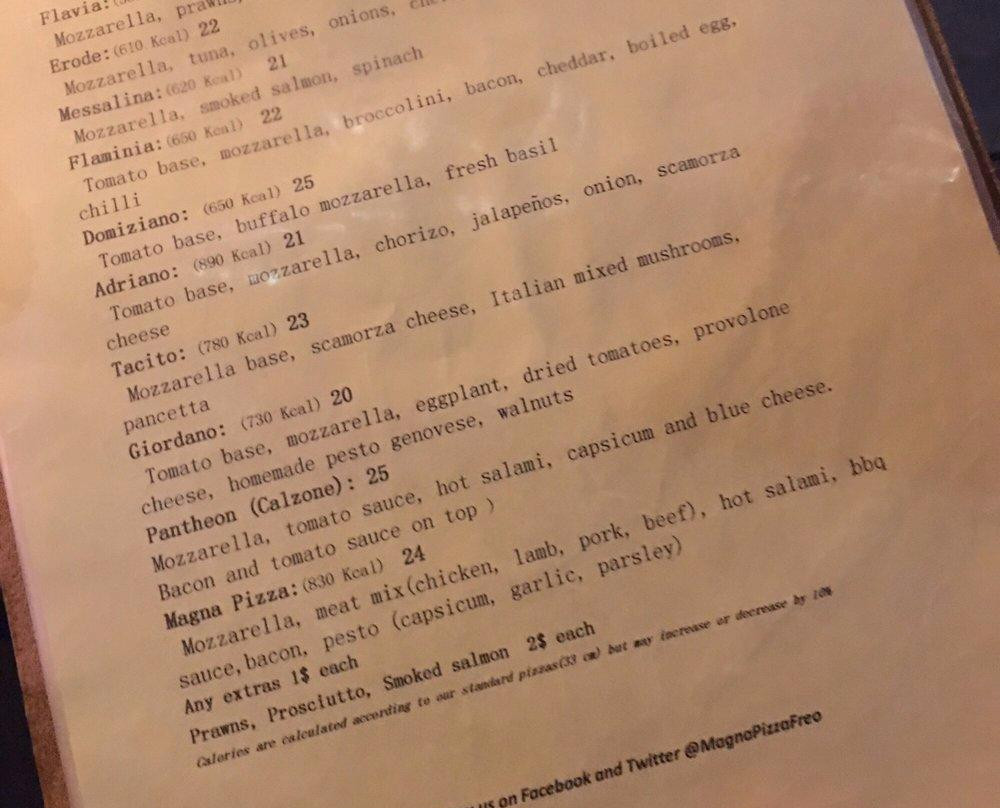 Flavia:
Mozzarella, prawns,
Erode:(610 Kcal) 22
Mozzarella, tuna, olives, onions,
Messalina:(620 Kcal) 21
Mozzarella, smoked salmon, spinach
Flaminia:(650 Kcal) 22
Tomato base, mozzarella, broccolini, bacon, cheddar, boiled egg,
chilli
Domiziano: (650 Kcal) 25
Tomato base, buffalo mozzarella, fresh basil
Adriano: (890 Kcal) 21
Tomato base, mozzarella, chorizo, jalapeños, onion, scamorza
cheese
Tacito: (780 Kcal) 23
Mozzarella base, scamorza cheese, Italian mixed mushrooms,
pancetta
Giordano: (730 Kcal) 20
Tomato base, mozzarella, eggplant, dried tomatoes, provolone
cheese, homemade pesto genovese, walnuts
Pantheon (Calzone): 25
Mozzarella, tomato sauce, hot salami, capsicum and blue cheese.
Bacon and tomato sauce on top )
Magna Pizza:(830 Kcal) 24
Mozzarella, meat mix(chicken, lamb, pork, beef), hot salami, bbq
sauce,bacon, pesto (capsicum, garlic, parsley)
Any extras 1$ each
Prawns, Prosciutto, Smoked salmon 2$ each
Calories are calculated according to our standard pizzas(33 cm) but may increase or decrease by 10%
us on Facebook and Twitter @MagnaPizzaFreo